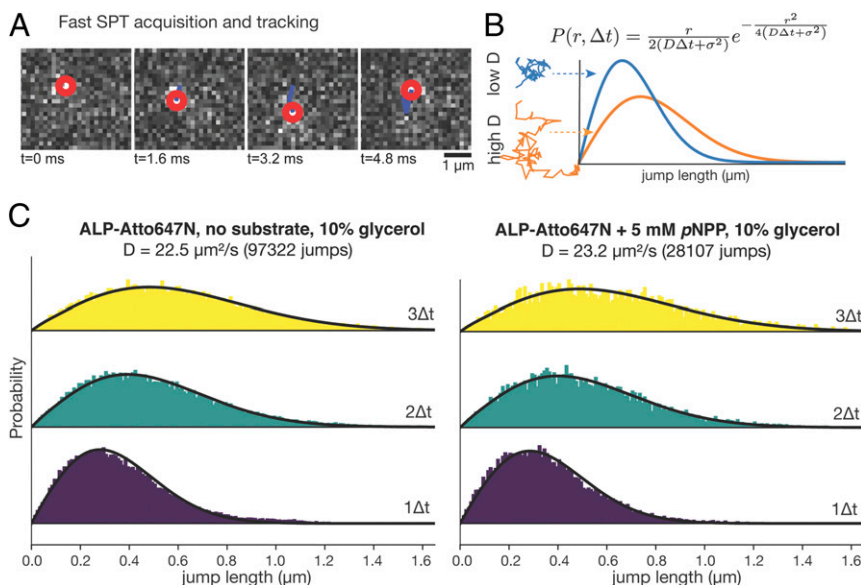 A
Fast SPT acquisition and tracking
t=0 ms
t=1.6 ms
t=3.2 ms
t=4.8 ms
1 µm
B
P(r, Δt) = r / 2(DΔt+σ²) e^{- r² / 4(DΔt+σ²)}
low D
high D
jump length (µm)
C
ALP-Atto647N, no substrate, 10% glycerol
D = 22.5 µm²/s (97322 jumps)
Probability
3Δt
2Δt
1Δt
0.0 0.2 0.4 0.6 0.8 1.0 1.2 1.4 1.6
jump length (µm)
ALP-Atto647N + 5 mM pNPP, 10% glycerol
D = 23.2 µm²/s (28107 jumps)
3Δt
2Δt
1Δt
0.0 0.2 0.4 0.6 0.8 1.0 1.2 1.4 1.6
jump length (µm)